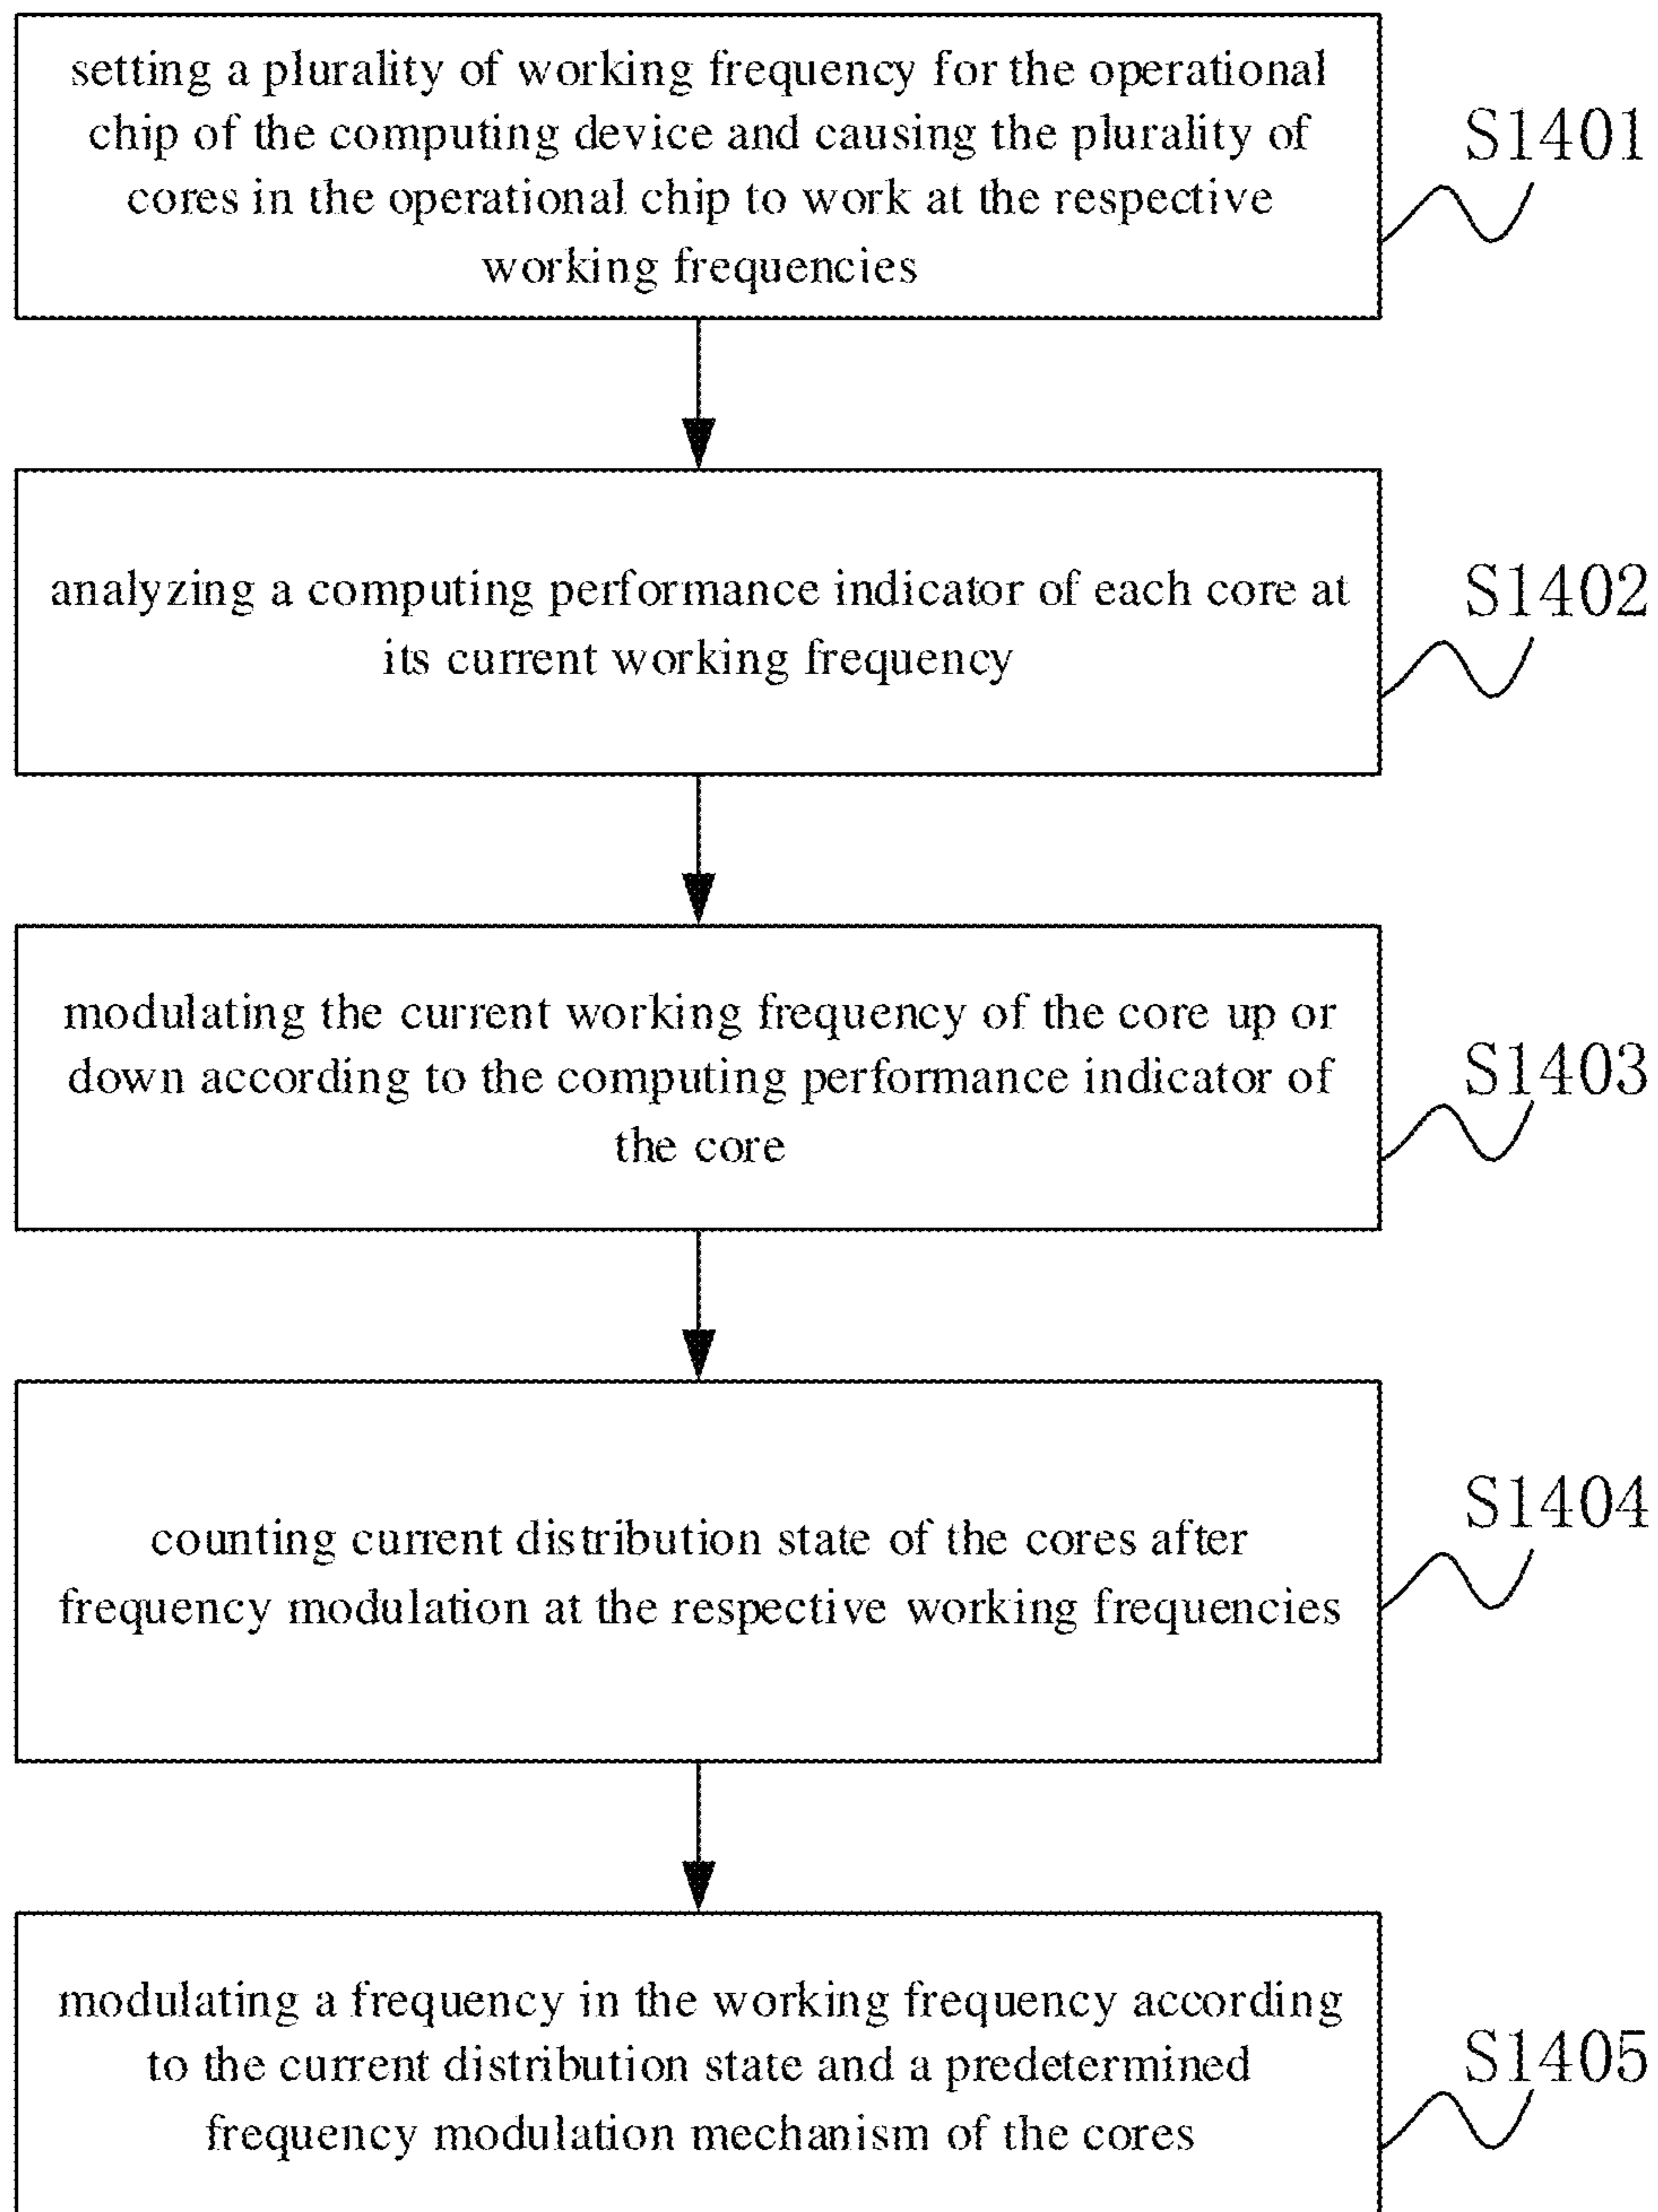 setting a plurality of working frequency for the operational
chip of the computing device and causing the plurality of
cores in the operational chip to work at the respective
working frequencies
S1401
analyzing a computing performance indicator of each core at
its current working frequency
S1402
modulating the current working frequency of the core up or
down according to the computing performance indicator of
the core
S1403
counting current distribution state of the cores after
frequency modulation at the respective working frequencies
S1404
modulating a frequency in the working frequency according
to the current distribution state and a predetermined
frequency modulation mechanism of the cores
S1405